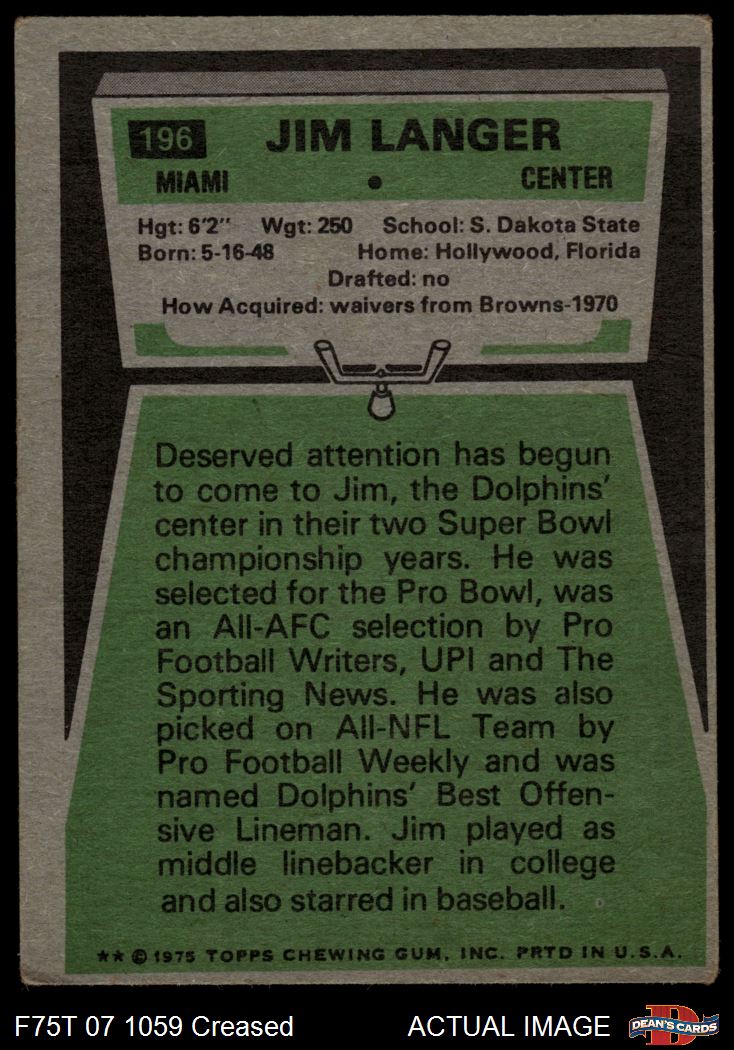 196 JIM LANGER
MIAMI • CENTER
Hgt: 6'2" Wgt: 250 School: S. Dakota State
Born: 5-16-48 Home: Hollywood, Florida
Drafted: no
How Acquired: waivers from Browns-1970
Deserved attention has begun
to come to Jim, the Dolphins'
center in their two Super Bowl
championship years. He was
selected for the Pro Bowl, was
an All-AFC selection by Pro
Football Writers, UPI and The
Sporting News. He was also
picked on All-NFL Team by
Pro Football Weekly and was
named Dolphins' Best Offen-
sive Lineman. Jim played as
middle linebacker in college
and also starred in baseball.
D
★★ © 1975 TOPPS CHEWING GUM, INC. PRTD IN U.S.A.
F75T 07 1059 Creased ACTUAL IMAGE D DEAN'S CARDS